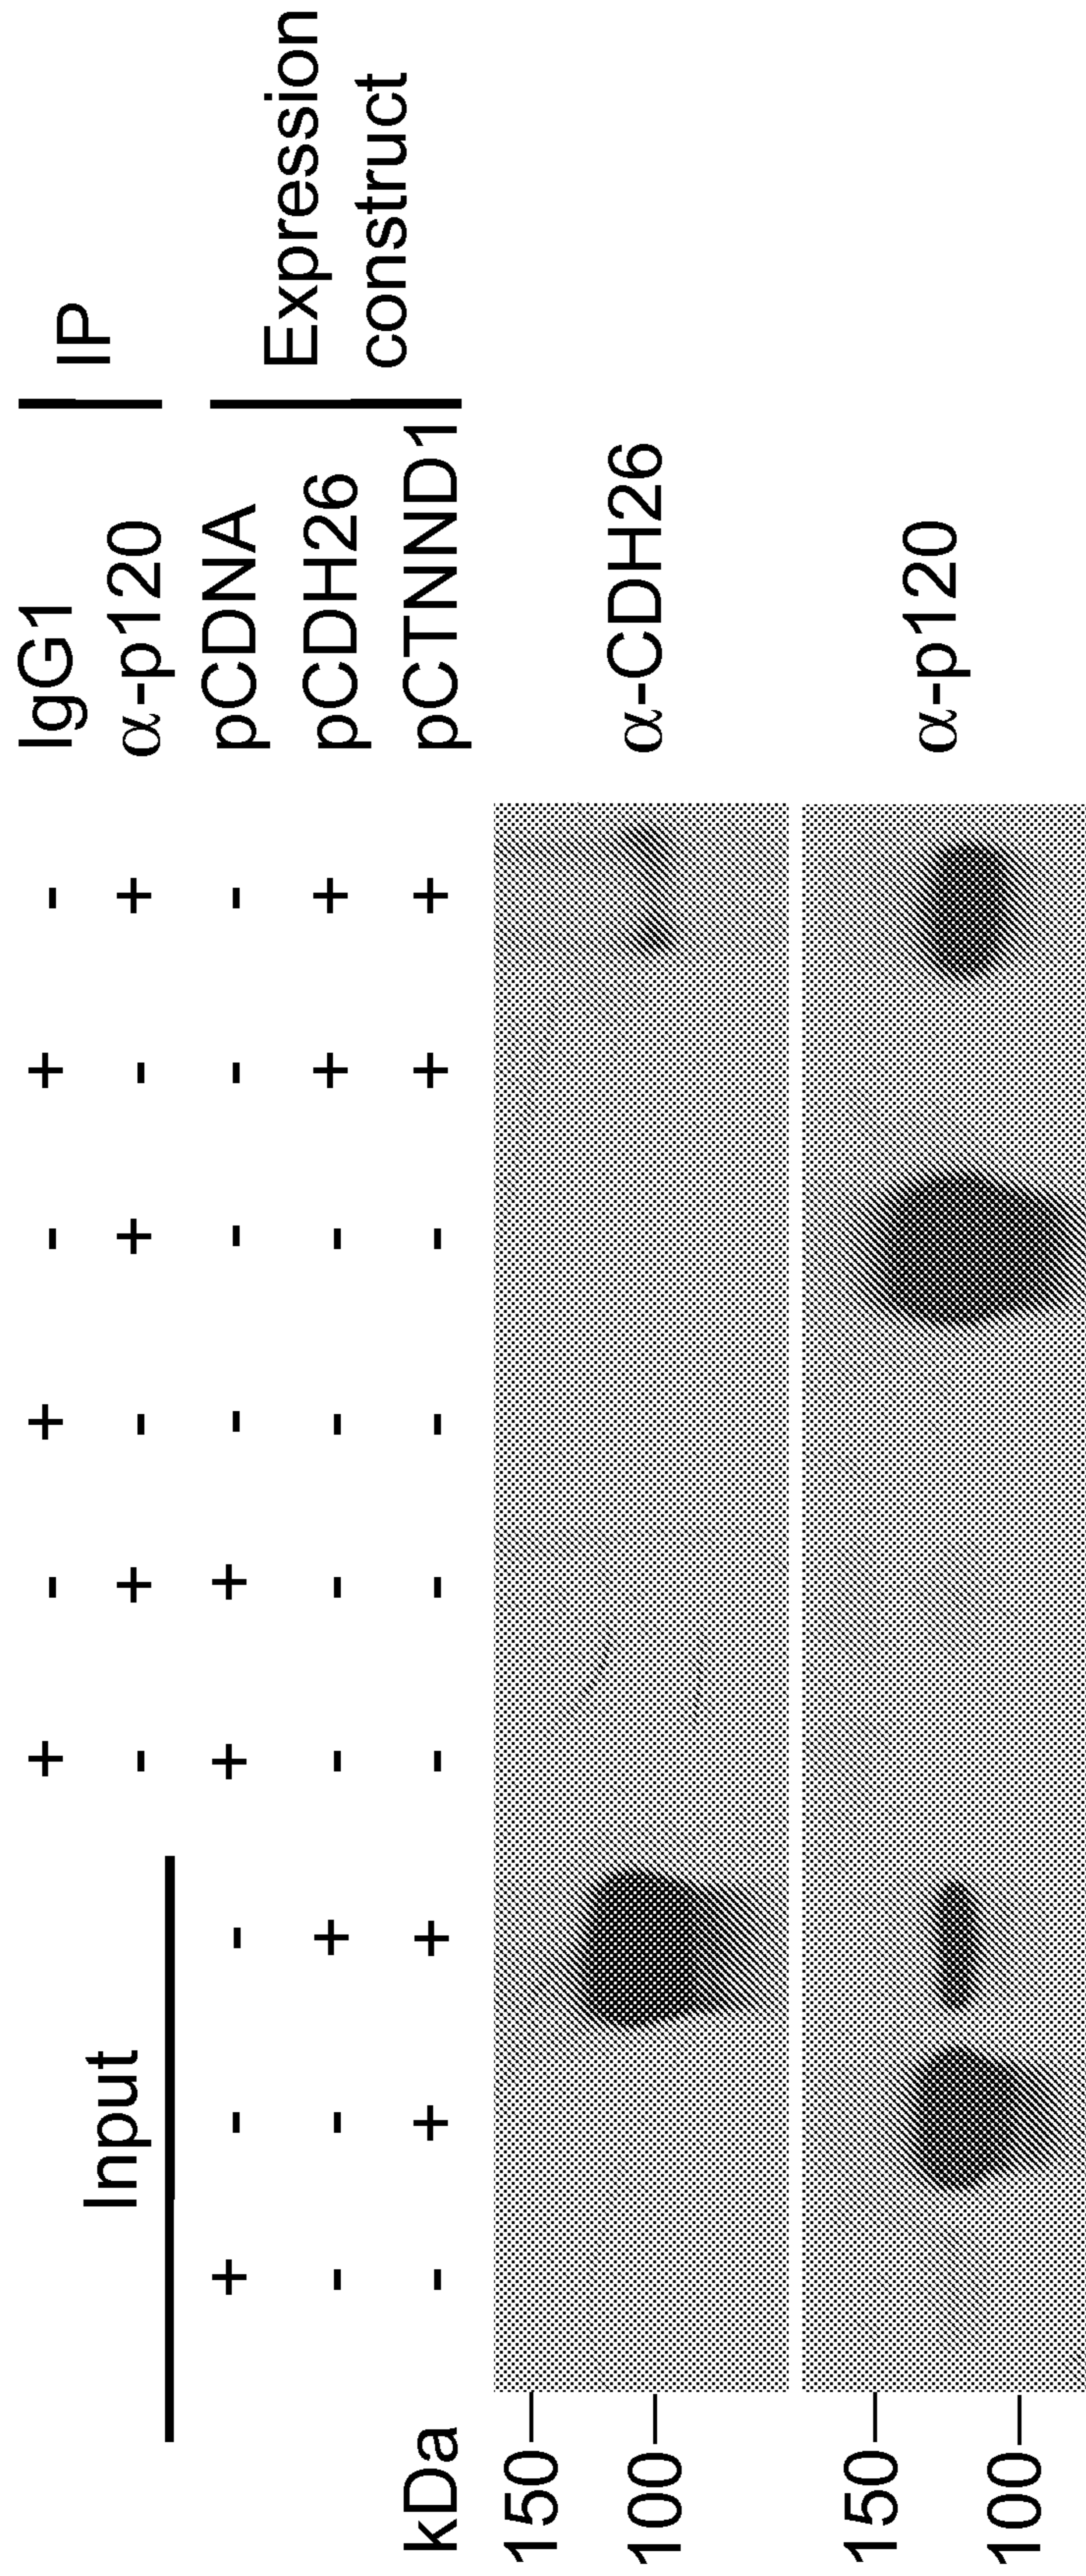 + - + - + - IgG1
Input - + - + - + α-p120 IP
+ - - + + - - - - pCDNA
- - + - - - - + + pCDH26 Expression
kDa - + + - - - - + + pCTNND1 construct
150
100 α-CDH26
150
α-p120
100